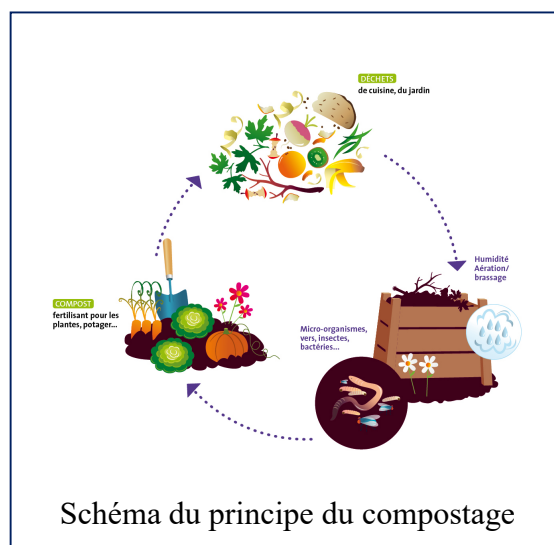 DÉCHETS
de cuisine, du jardin
Humidité
Aération/
brassage
COMPOST
fertilisant pour les
plantes, potager...
Micro-organismes,
vers, insectes,
bactéries...
Schéma du principe du compostage